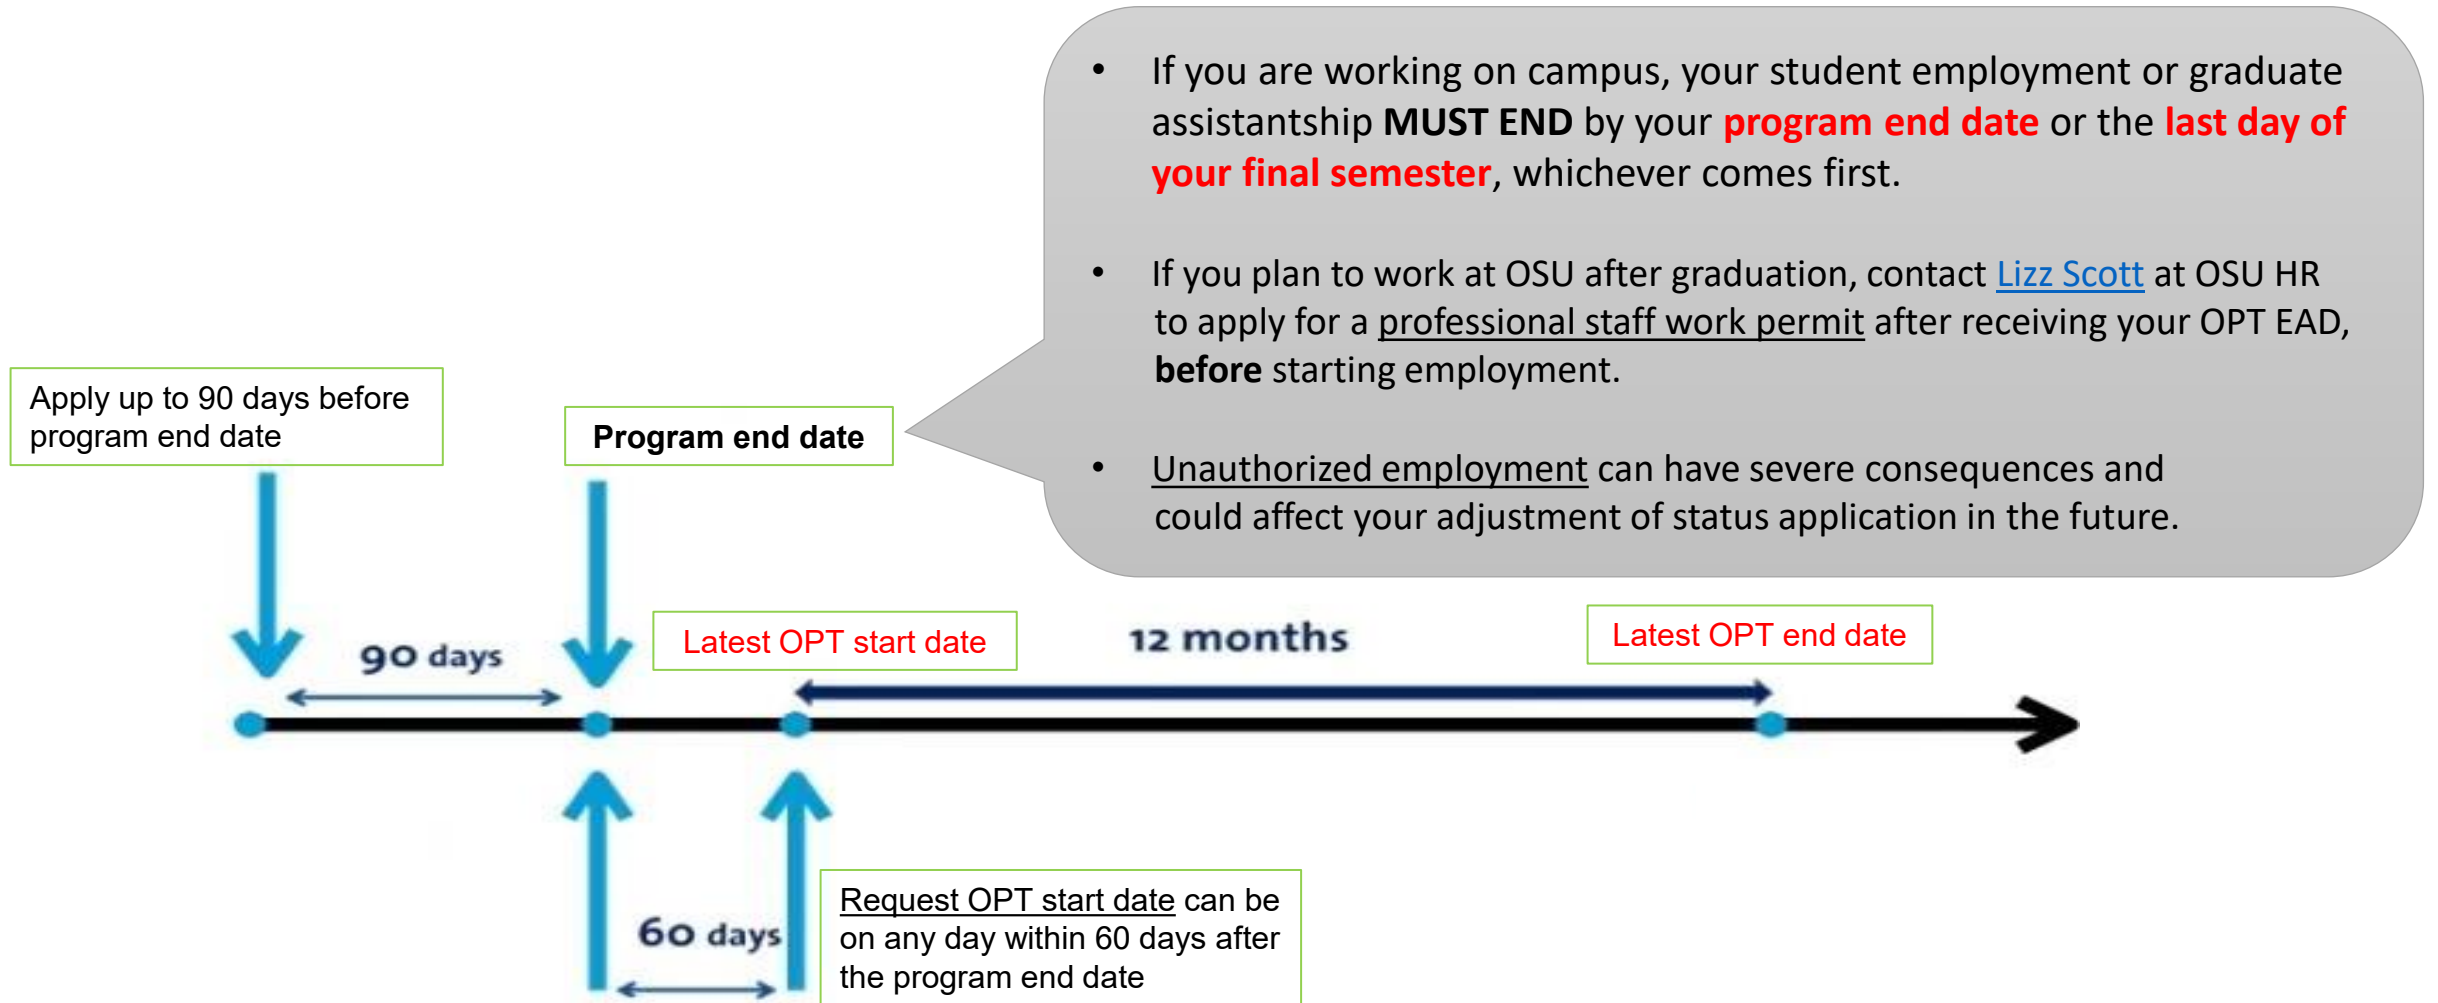 • If you are working on campus, your student employment or graduate
assistantship MUST END by your program end date or the last day of
your final semester, whichever comes first.
• If you plan to work at OSU after graduation, contact Lizz Scott at OSU HR
to apply for a professional staff work permit after receiving your OPT EAD,
before starting employment.
• Unauthorized employment can have severe consequences and
could affect your adjustment of status application in the future.
Apply up to 90 days before
program end date
Program end date
90 days
Latest OPT start date
12 months
Latest OPT end date
60 days
Request OPT start date can be
on any day within 60 days after
the program end date